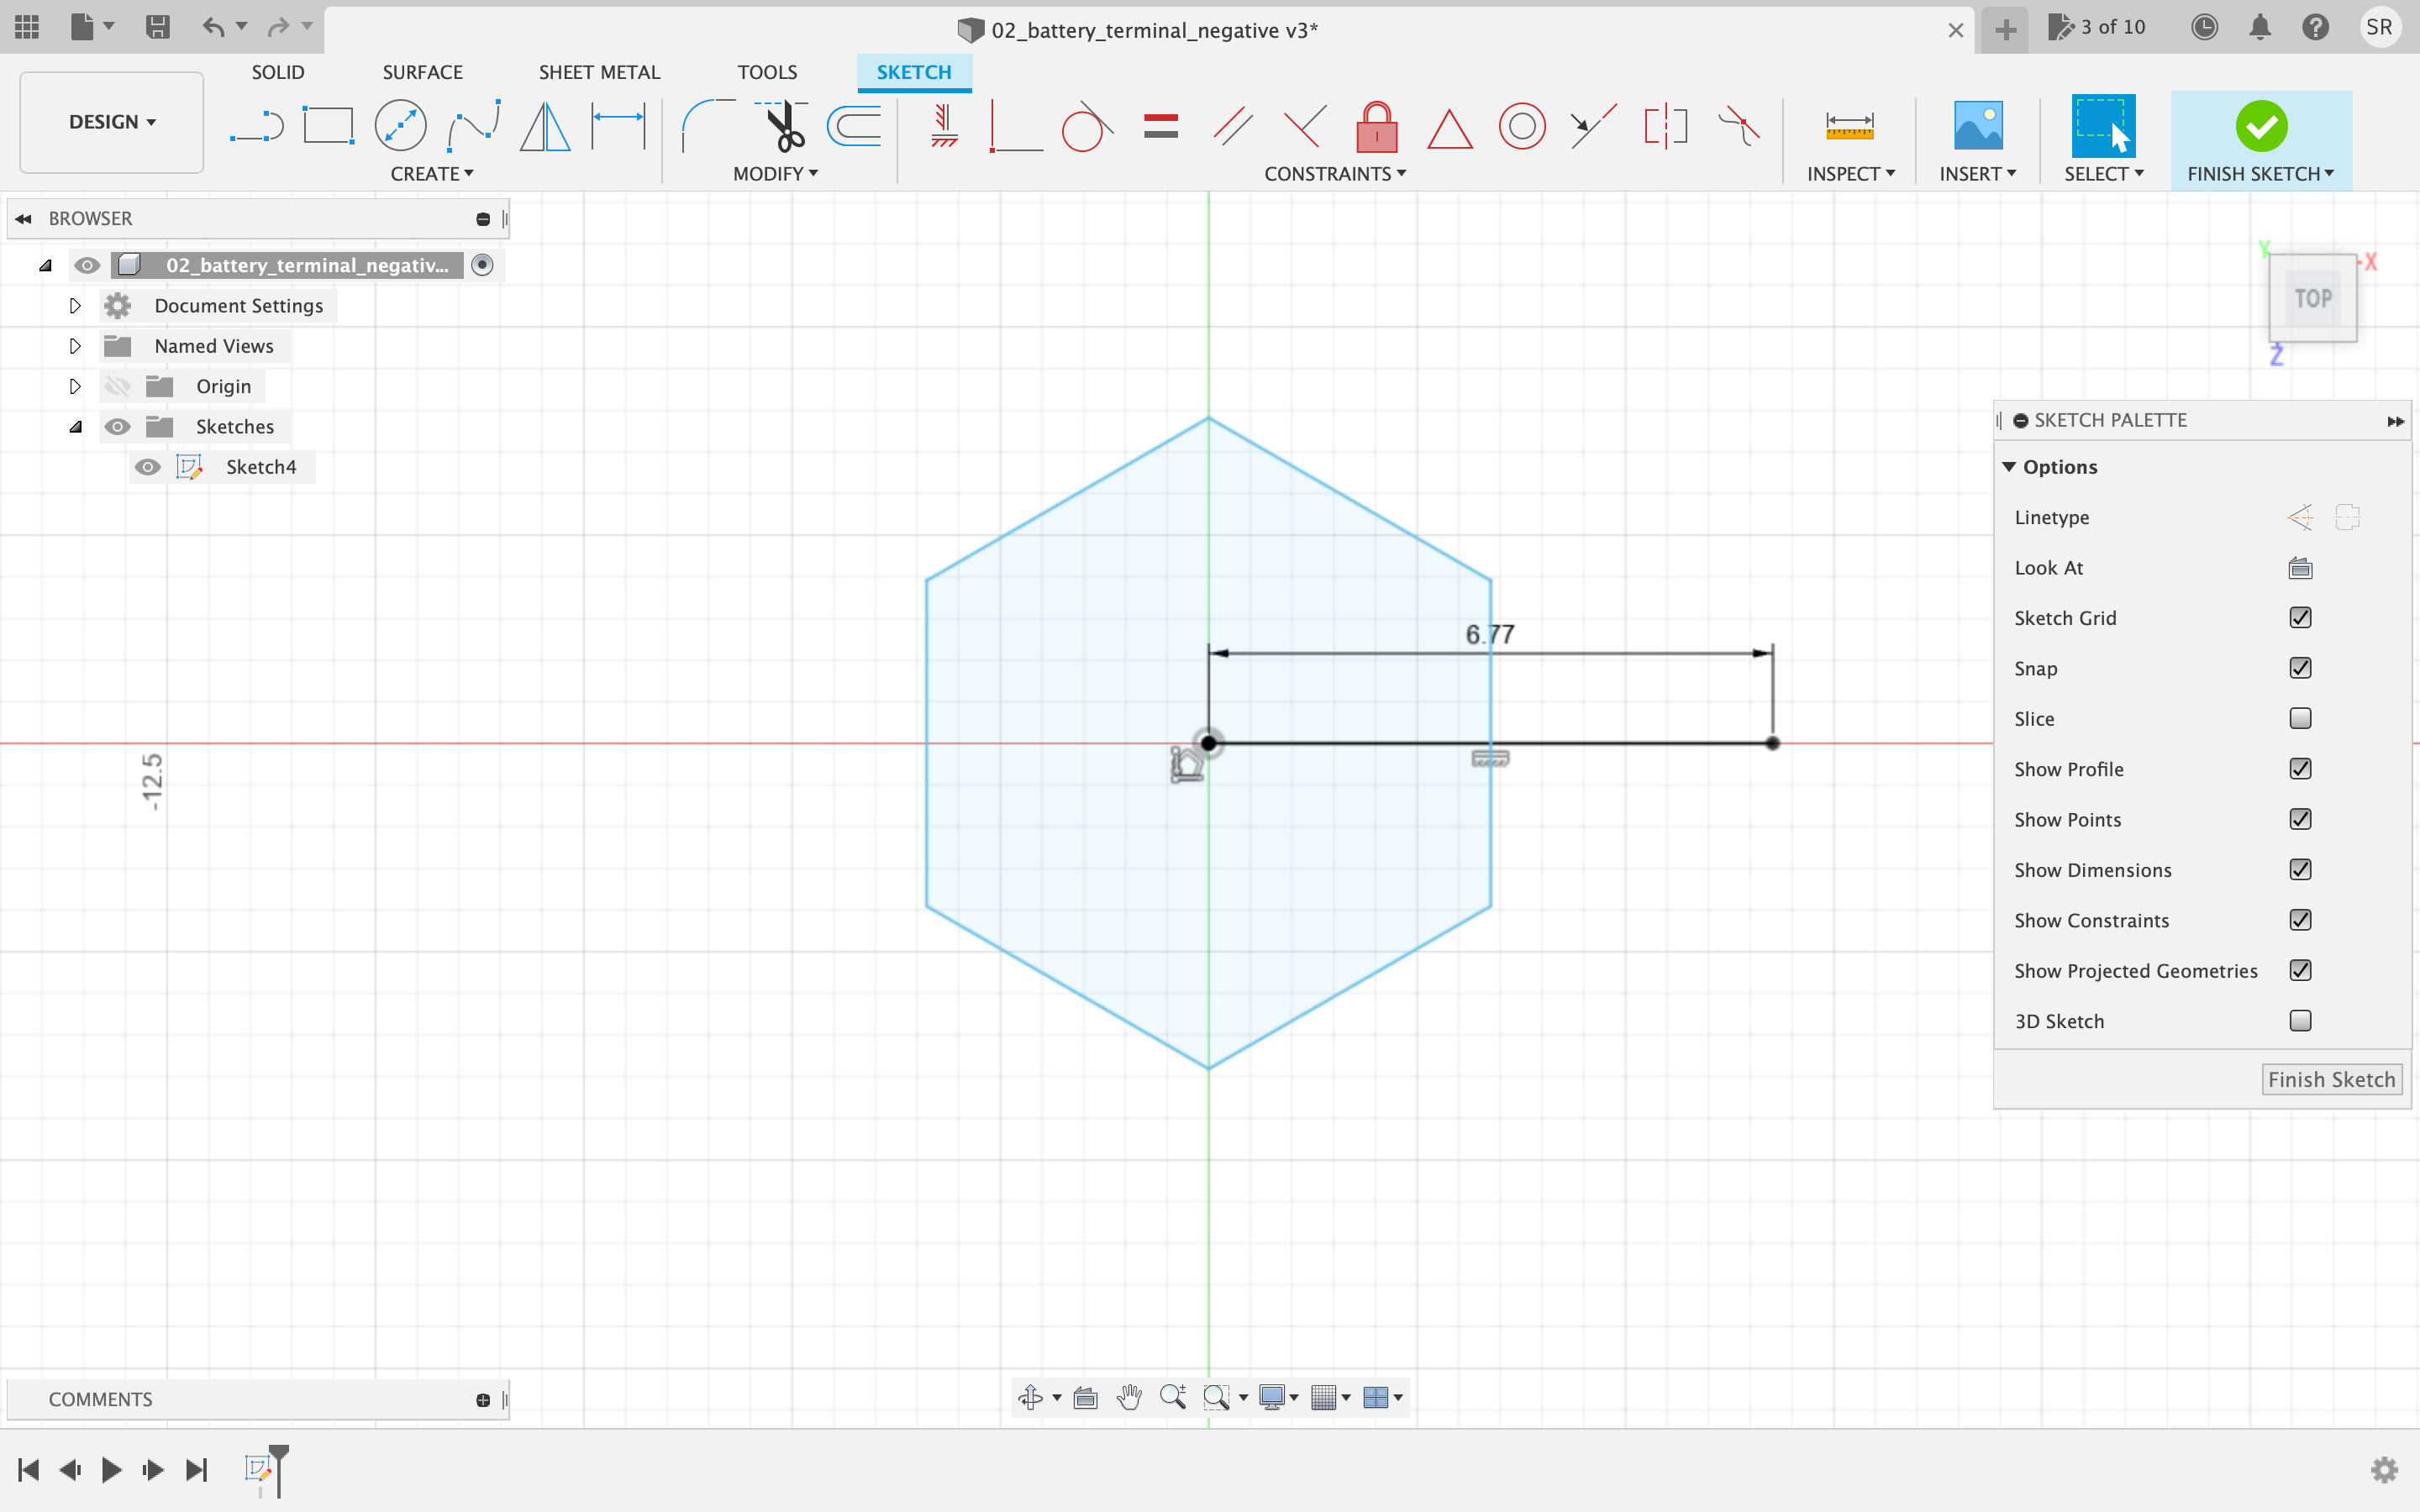 02_battery_terminal_negative v3*
3 of 10
SR
SOLID
SURFACE
SHEET METAL
TOOLS
SKETCH
DESIGN
CREATE
MODIFY
CONSTRAINTS
INSPECT
INSERT
SELECT
FINISH SKETCH
BROWSER
02_battery_terminal_negativ...
Document Settings
Named Views
Origin
Sketches
Sketch4
Y
-X
TOP
Z
6.77
-12.5
SKETCH PALETTE
Options
Linetype
Look At
Sketch Grid
Snap
Slice
Show Profile
Show Points
Show Dimensions
Show Constraints
Show Projected Geometries
3D Sketch
Finish Sketch
COMMENTS